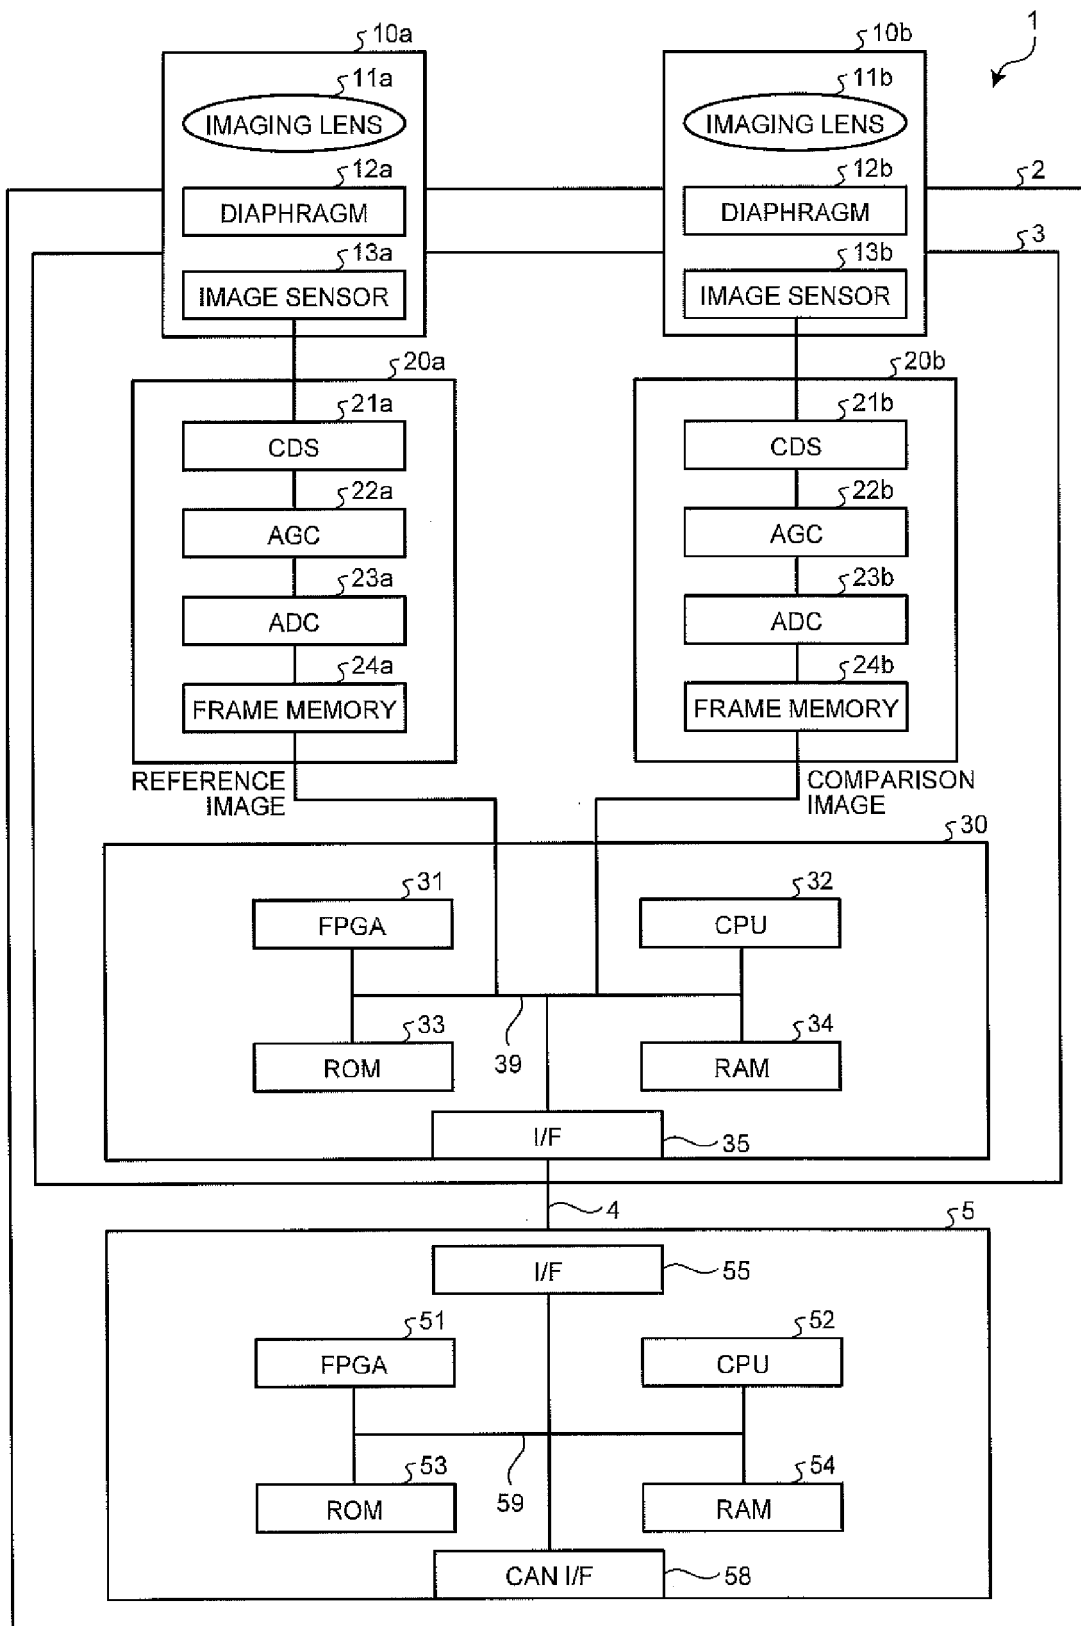 1
10a
10b
11a
11b
IMAGING LENS
IMAGING LENS
12a
12b
2
DIAPHRAGM
DIAPHRAGM
3
13a
13b
IMAGE SENSOR
IMAGE SENSOR
20a
20b
21a
21b
CDS
CDS
22a
22b
AGC
AGC
23a
23b
ADC
ADC
24a
24b
FRAME MEMORY
FRAME MEMORY
REFERENCE
IMAGE
COMPARISON
IMAGE
30
31
32
FPGA
CPU
33
39
34
ROM
RAM
I/F
35
4
5
I/F
55
51
52
FPGA
CPU
53
59
54
ROM
RAM
CAN I/F
58